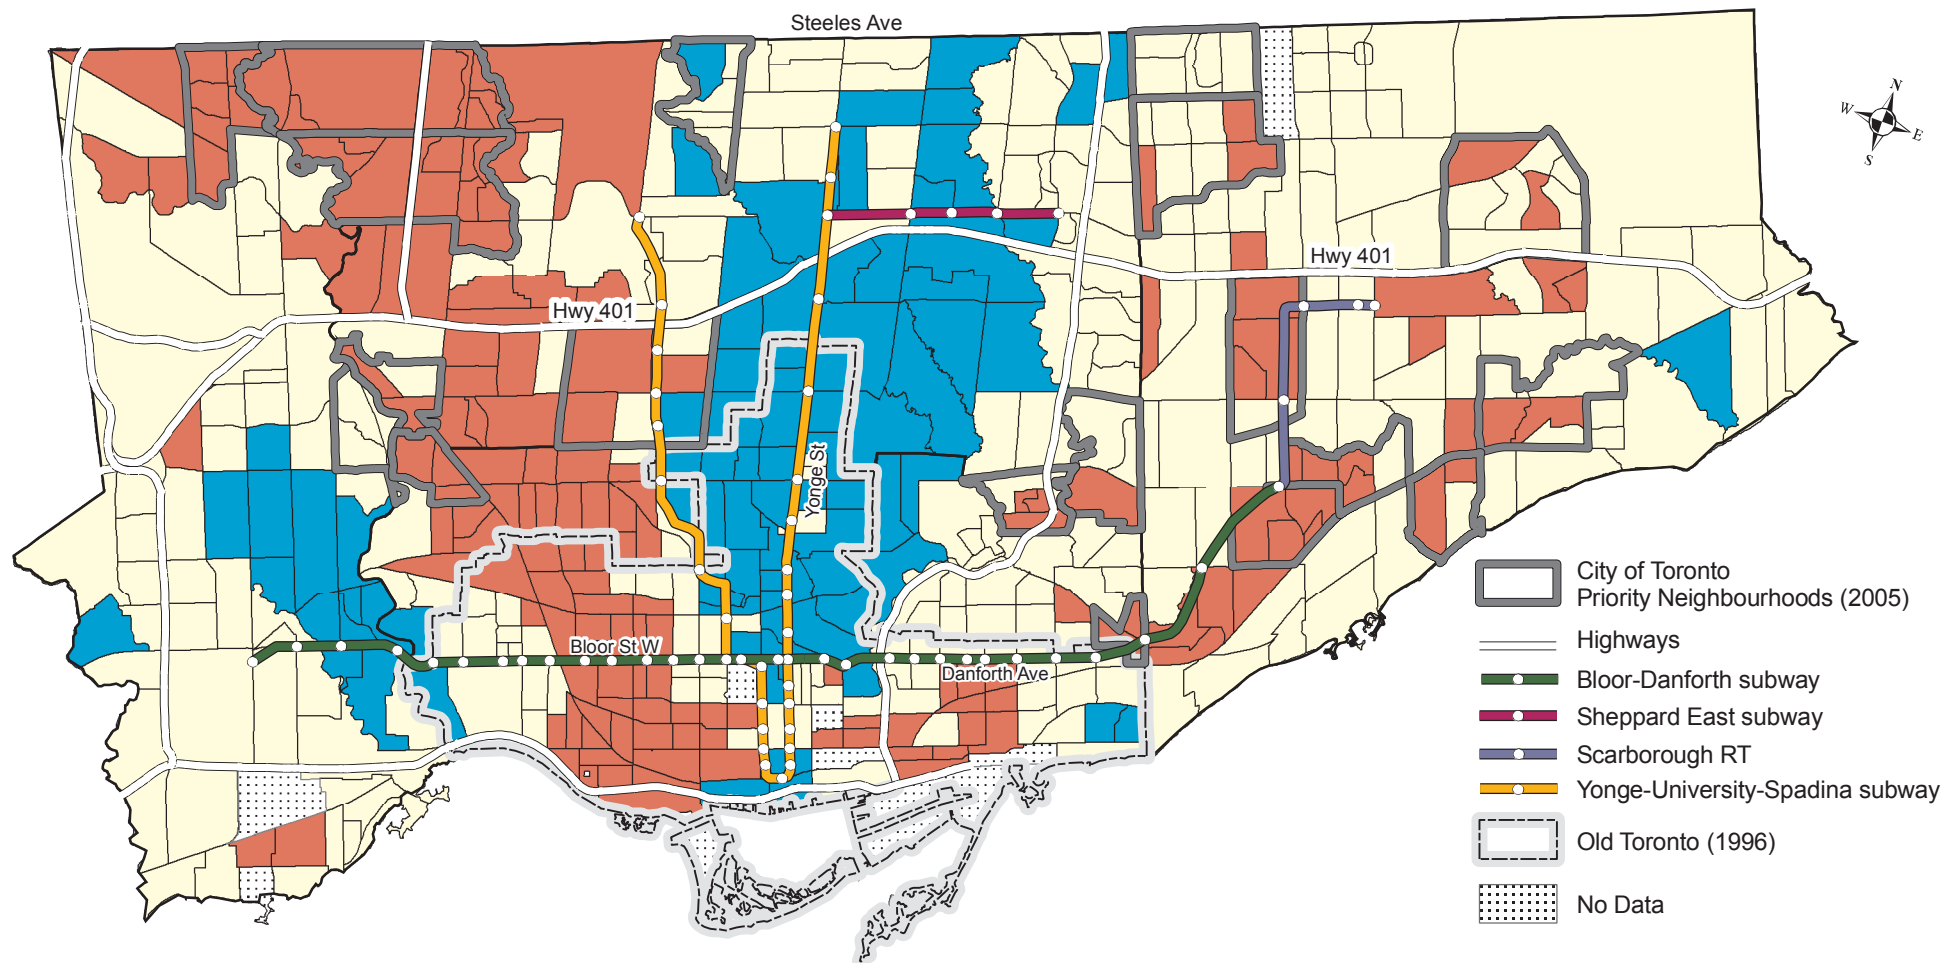 Steeles Ave
N
W
E
S
Hwy 401
Hwy 401
Yonge St
Bloor St W
Danforth Ave
City of Toronto
Priority Neighbourhoods (2005)
Highways
Bloor-Danforth subway
Sheppard East subway
Scarborough RT
Yonge-University-Spadina subway
Old Toronto (1996)
No Data